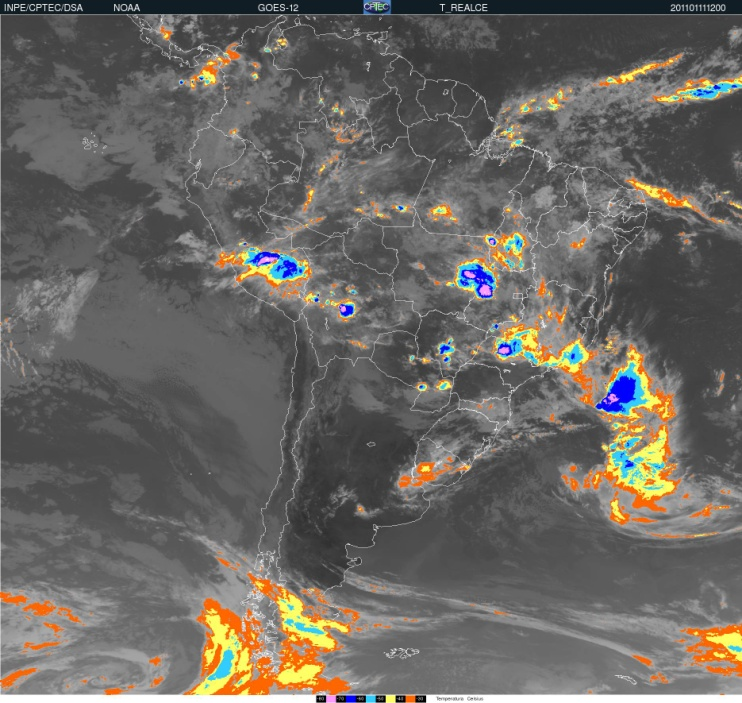 INPE/CPTEC/DSA NOAA GOES-12 CPTEC T_REALCE 201101111200
-80 -70 -60 -50 -40 -30 Temperatura Celsius